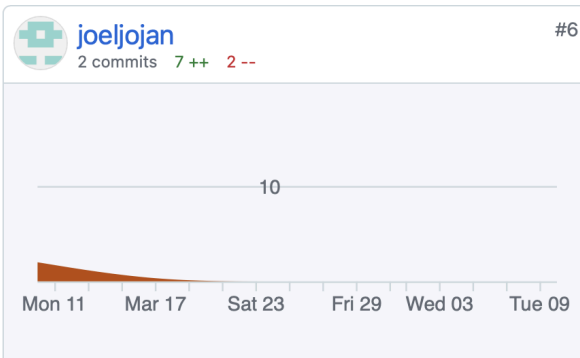 joeljojan
#6
2 commits 7 ++ 2 --
10
Mon 11 Mar 17 Sat 23 Fri 29 Wed 03 Tue 09